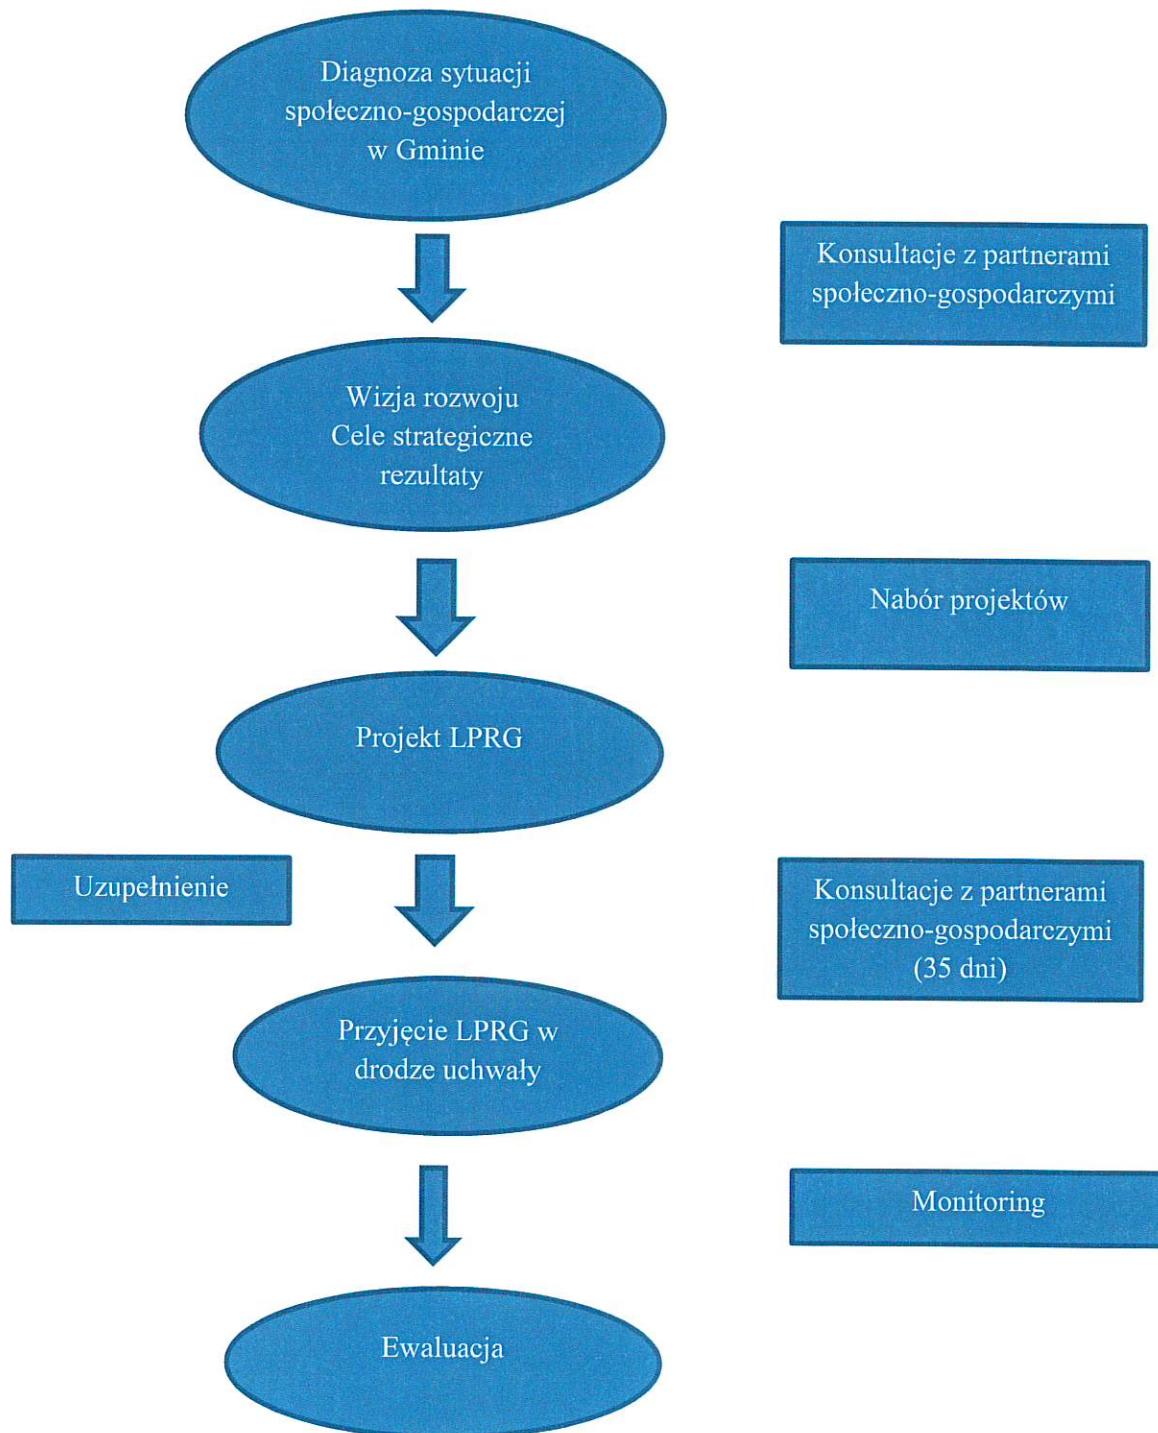 Diagnoza sytuacji
społeczno-gospodarczej
w Gminie
Konsultacje z partnerami
społeczno-gospodarczymi
Wizja rozwoju
Cele strategiczne
rezultaty
Nabór projektów
Projekt LPRG
Uzupełnienie
Konsultacje z partnerami
społeczno-gospodarczymi
(35 dni)
Przyjęcie LPRG w
drodze uchwały
Monitoring
Ewaluacja